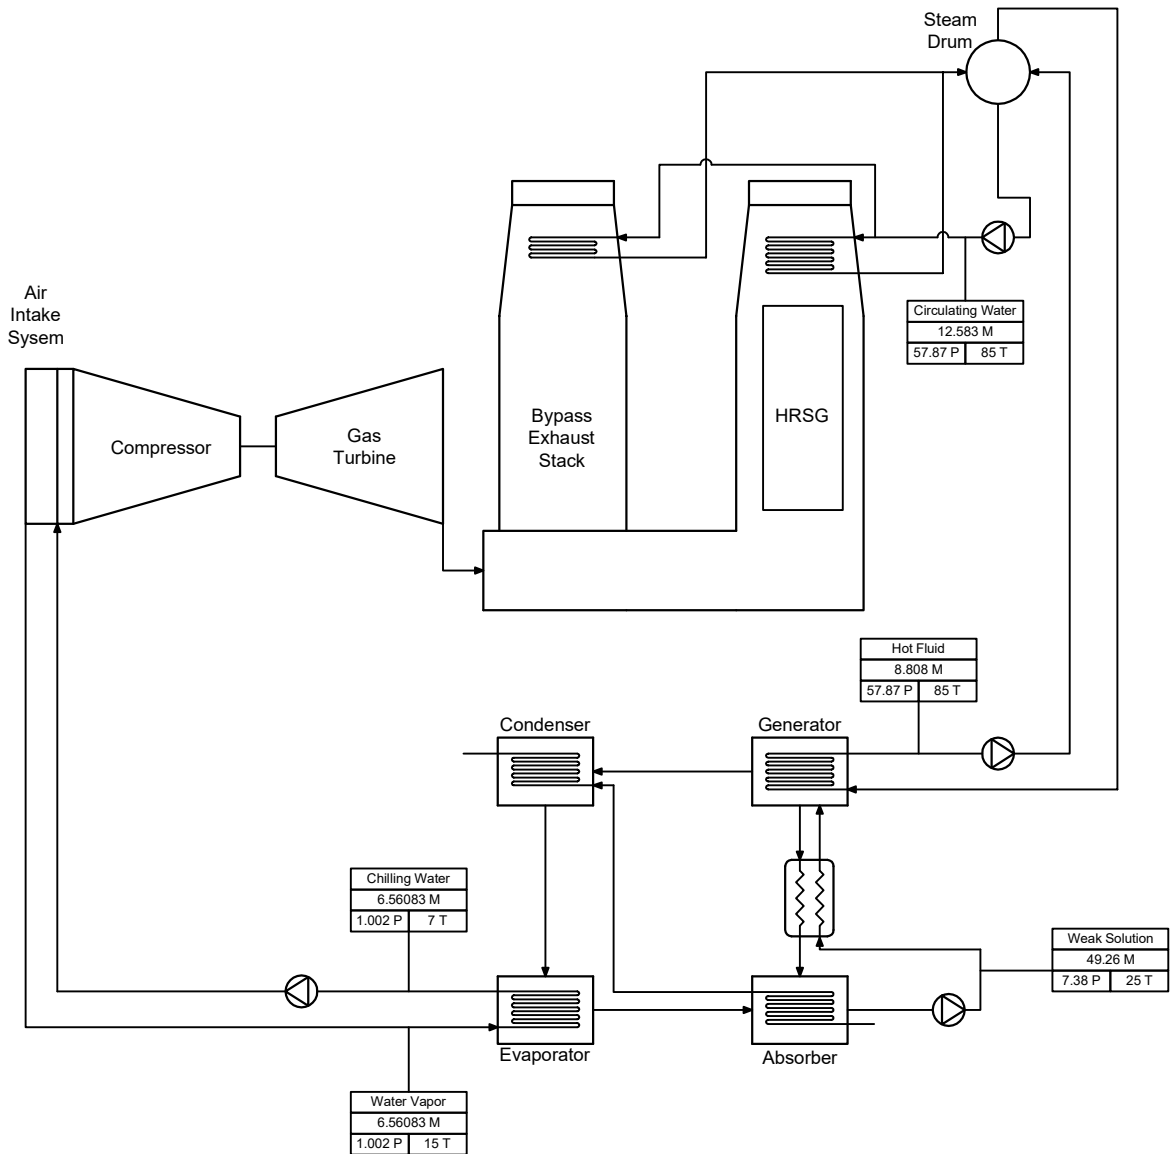 Steam
Drum
Air
Intake
Sysem
Compressor
Gas
Turbine
Bypass
Exhaust
Stack
HRSG
Circulating Water
12.583 M
57.87 P 85 T
Hot Fluid
8.808 M
57.87 P 85 T
Condenser
Generator
Chilling Water
6.56083 M
1.002 P 7 T
Weak Solution
49.26 M
7.38 P 25 T
Evaporator
Absorber
Water Vapor
6.56083 M
1.002 P 15 T